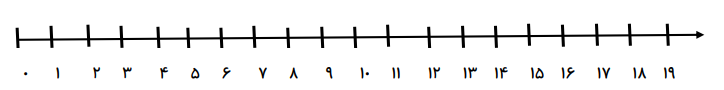 ۰ ۱ ۲ ۳ ۴ ۵ ۶ ۷ ۸ ۹ ۱۰ ۱۱ ۱۲ ۱۳ ۱۴ ۱۵ ۱۶ ۱۷ ۱۸ ۱۹